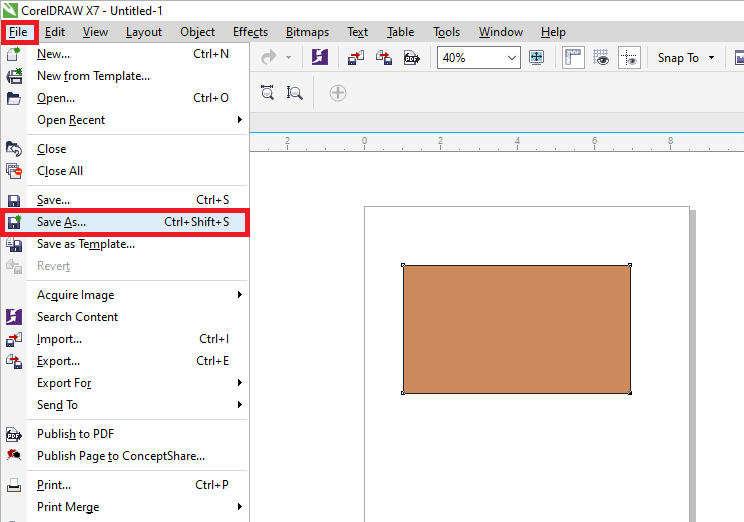 CorelDRAW X7 - Untitled-1
File Edit View Layout Object Effects Bitmaps Text Table Tools Window Help
New... Ctrl+N
40% Snap To
New from Template...
Open... Ctrl+O
Open Recent
Close
2 0 2 4 6 8
Close All
Save... Ctrl+S
Save As... Ctrl+Shift+S
Save as Template...
Revert
Acquire Image
Search Content
Import... Ctrl+I
Export... Ctrl+E
Export For
Send To
PDF Publish to PDF
Publish Page to ConceptShare...
Print... Ctrl+P
Print Merge